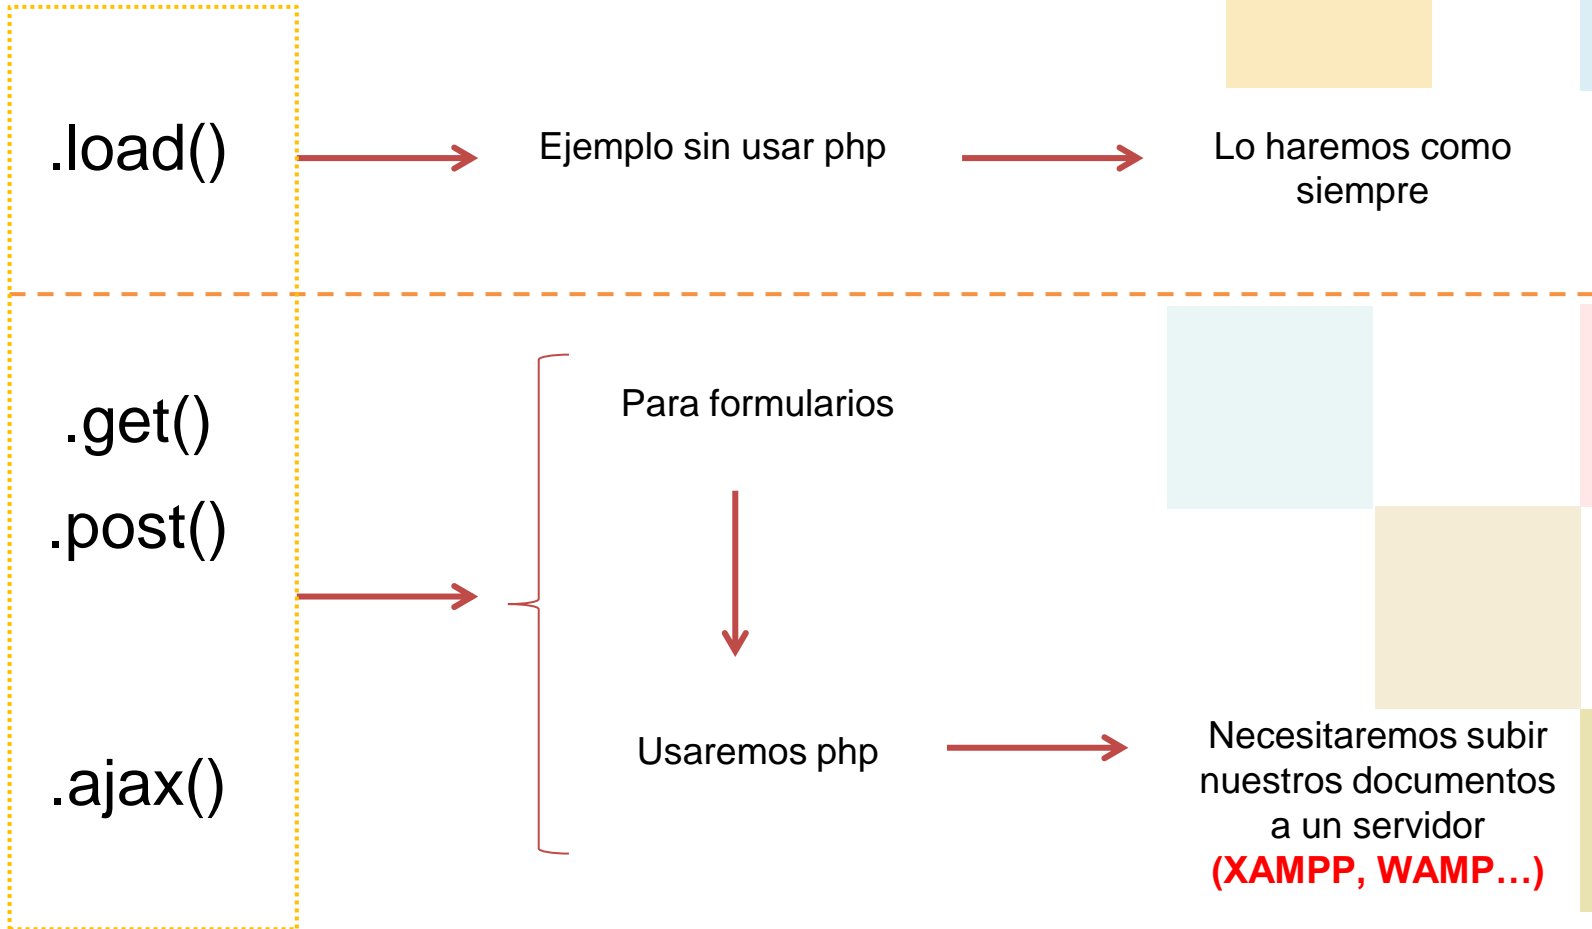 .load()
Ejemplo sin usar php
Lo haremos como
siempre
.get()
.post()
.ajax()
Para formularios
Usaremos php
Necesitaremos subir
nuestros documentos
a un servidor
(XAMPP, WAMP…)